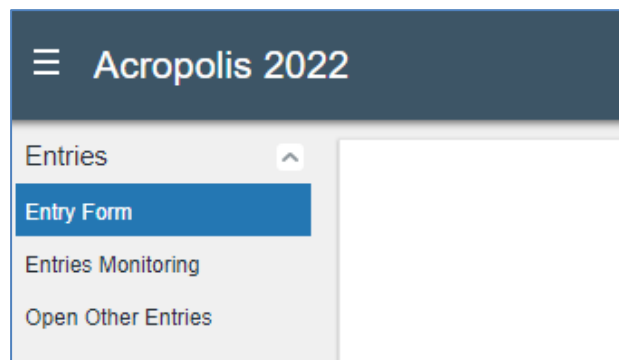 Acropolis 2022
Entries
Entry Form
Entries Monitoring
Open Other Entries